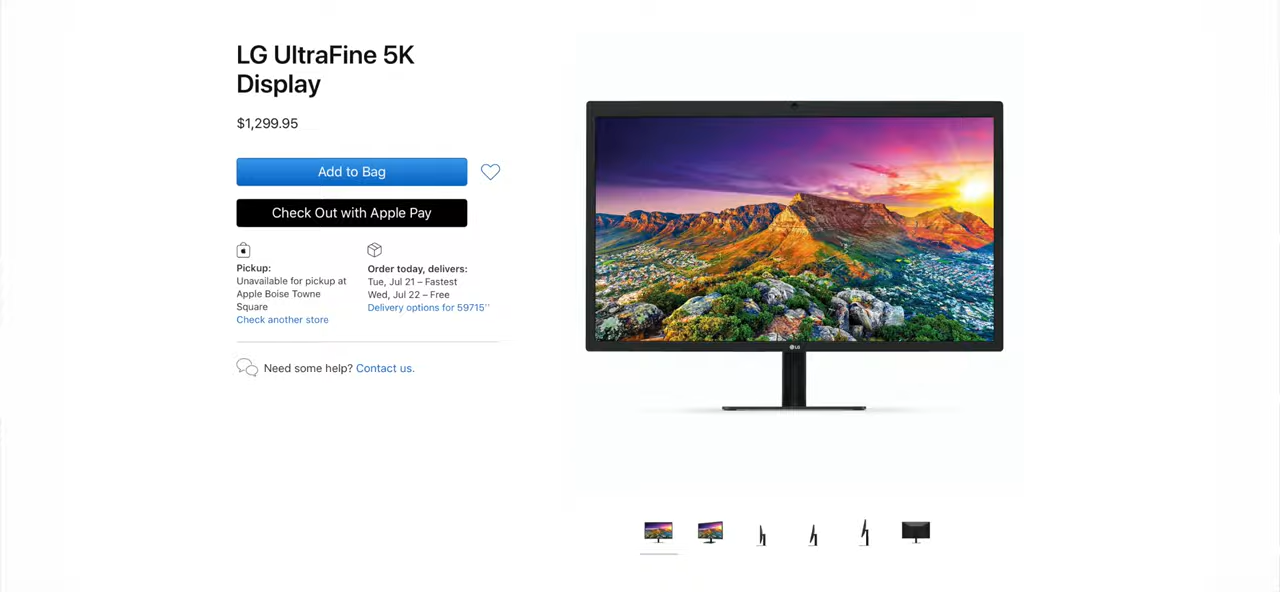 LG UltraFine 5K
Display
$1,299.95
Add to Bag
Check Out with Apple Pay
Pickup:
Unavailable for pickup at
Apple Boise Towne
Square
Check another store
Order today, delivers:
Tue, Jul 21 – Fastest
Wed, Jul 22 – Free
Delivery options for 59715‡‡
Need some help? Contact us.
LG